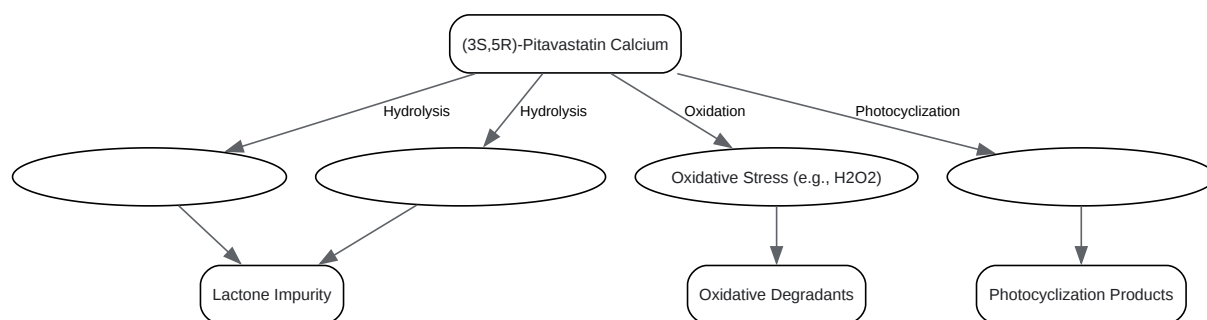 (3S,5R)-Pitavastatin Calcium
Hydrolysis
Hydrolysis
Oxidation
Photocyclization
Oxidative Stress (e.g., H2O2)
Lactone Impurity
Oxidative Degradants
Photocyclization Products